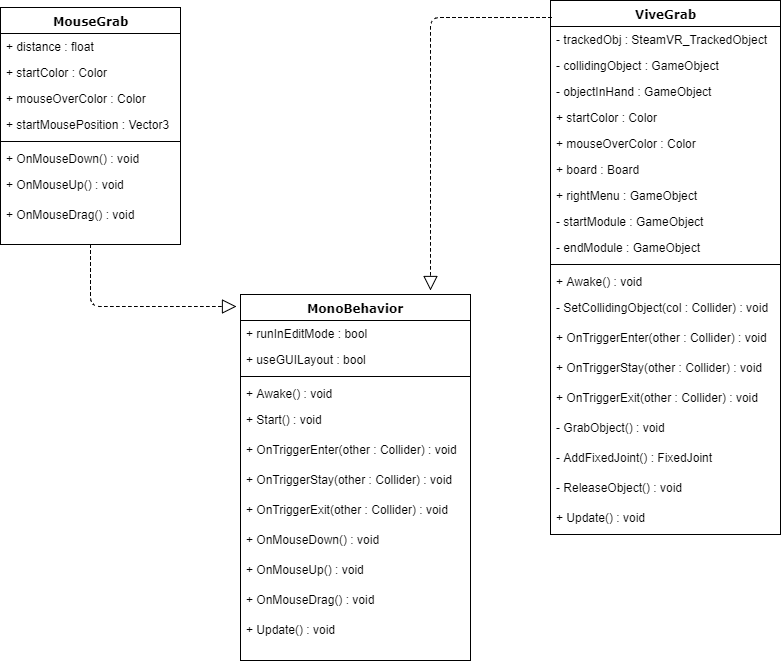 MouseGrab
+ distance : float
+ startColor : Color
+ mouseOverColor : Color
+ startMousePosition : Vector3
+ OnMouseDown() : void
+ OnMouseUp() : void
+ OnMouseDrag() : void
ViveGrab
- trackedObj : SteamVR_TrackedObject
- collidingObject : GameObject
- objectInHand : GameObject
+ startColor : Color
+ mouseOverColor : Color
+ board : Board
+ rightMenu : GameObject
- startModule : GameObject
- endModule : GameObject
+ Awake() : void
- SetCollidingObject(col : Collider) : void
+ OnTriggerEnter(other : Collider) : void
+ OnTriggerStay(other : Collider) : void
+ OnTriggerExit(other : Collider) : void
- GrabObject() : void
- AddFixedJoint() : FixedJoint
- ReleaseObject() : void
+ Update() : void
MonoBehavior
+ runInEditMode : bool
+ useGUILayout : bool
+ Awake() : void
+ Start() : void
+ OnTriggerEnter(other : Collider) : void
+ OnTriggerStay(other : Collider) : void
+ OnTriggerExit(other : Collider) : void
+ OnMouseDown() : void
+ OnMouseUp() : void
+ OnMouseDrag() : void
+ Update() : void